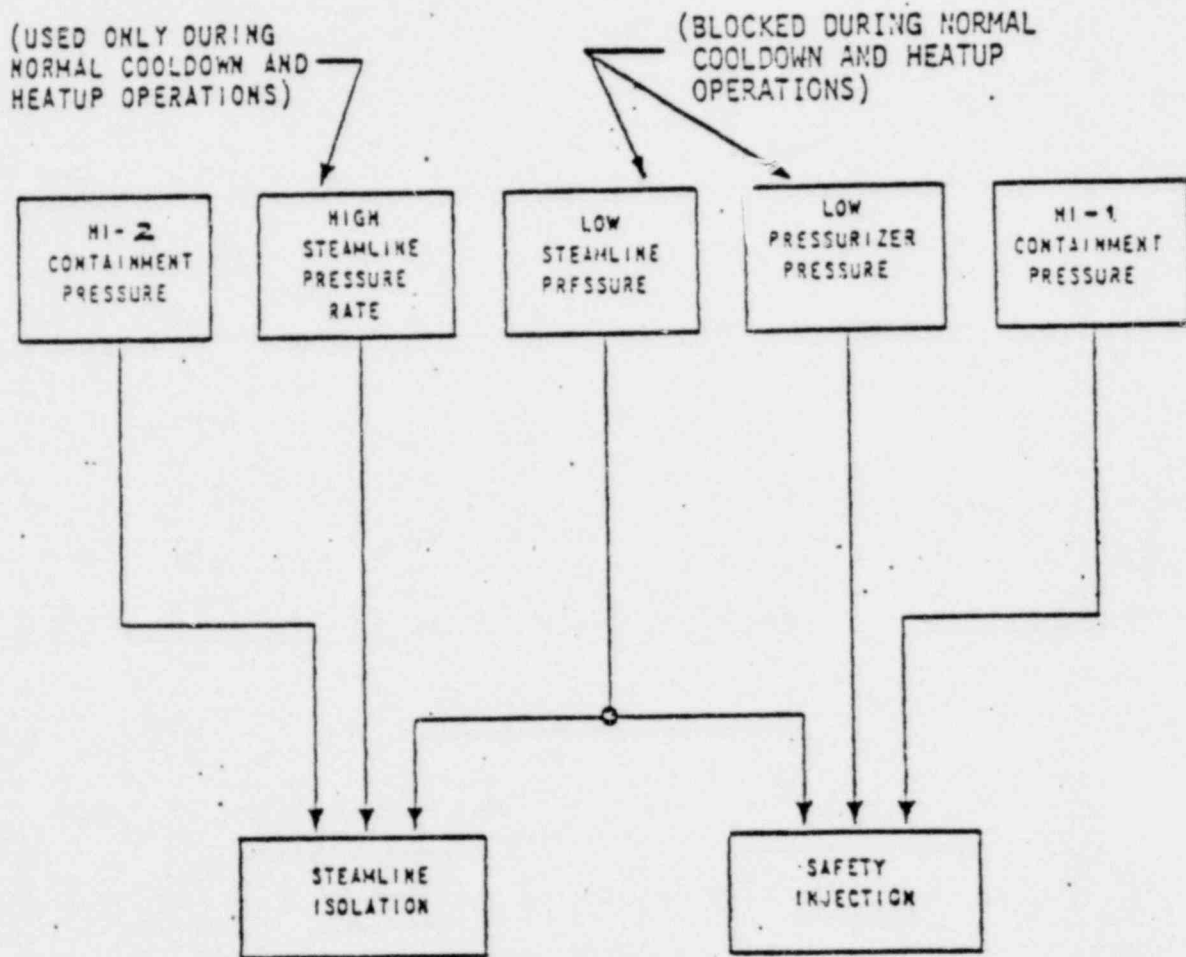 (USED ONLY DURING
NORMAL COOLDOWN AND
HEATUP OPERATIONS)
(BLOCKED DURING NORMAL
COOLDOWN AND HEATUP
OPERATIONS)
HI-2
CONTAINMENT
PRESSURE
HIGH
STEAMLINE
PRESSURE
RATE
LOW
STEAMLINE
PRESSURE
LOW
PRESSURIZER
PRESSURE
HI-1
CONTAINMENT
PRESSURE
STEAMLINE
ISOLATION
SAFETY
INJECTION